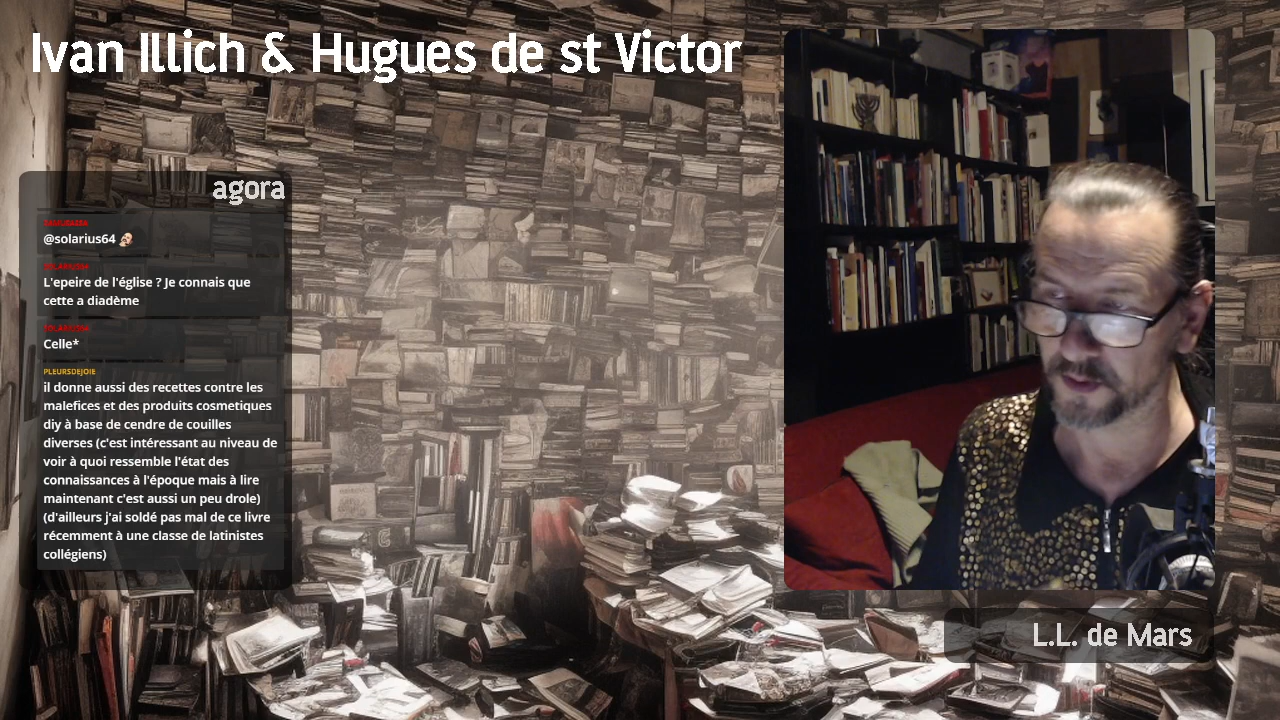 Ivan Illich & Hugues de st Victor
agora
@solarius64
L'epeire de l'église ? Je connais que
cette a diadème
Celle*
PLEURSDEJOIE
il donne aussi des recettes contre les
malefices et des produits cosmetiques
diy à base de cendre de couilles
diverses (c'est intéressant au niveau de
voir à quoi ressemble l'état des
connaissances à l'époque mais à lire
maintenant c'est aussi un peu drole)
(d'ailleurs j'ai soldé pas mal de ce livre
récemment à une classe de latinistes
collégiens)
L.L. de Mars